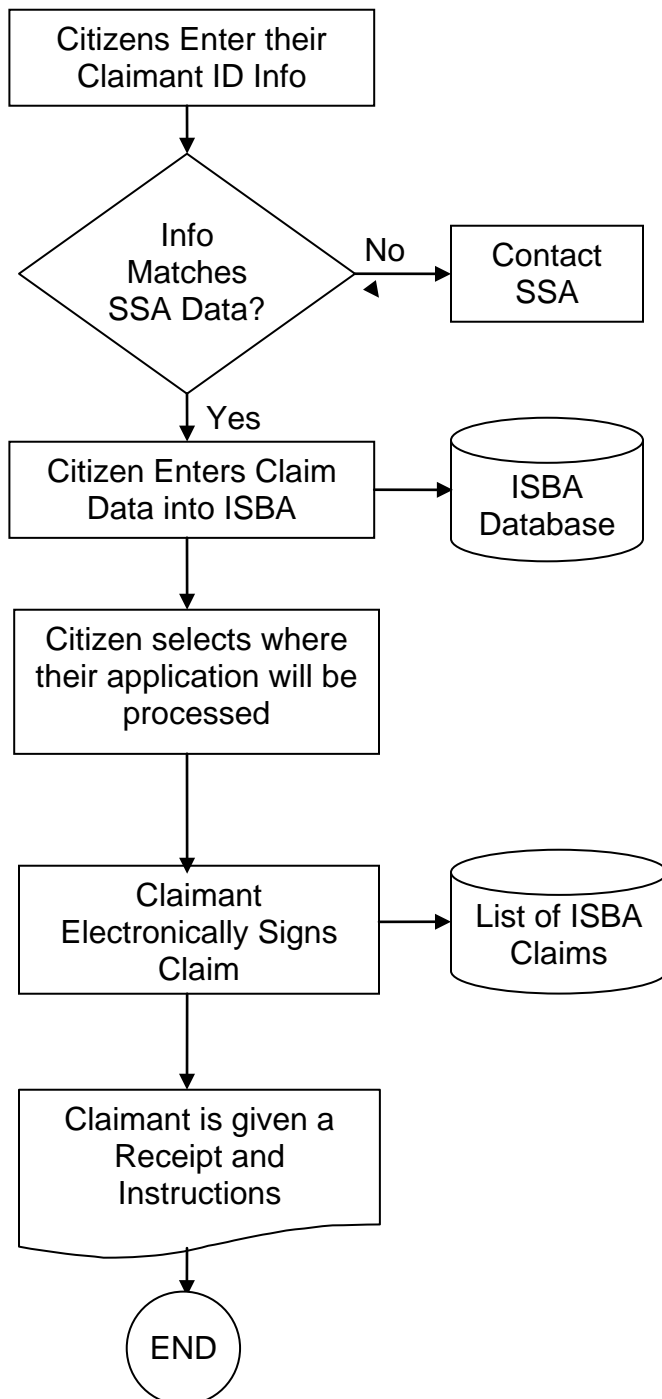 Citizens Enter their
Claimant ID Info
Info
Matches
SSA Data?
No
Contact
SSA
Yes
Citizen Enters Claim
Data into ISBA
ISBA
Database
Citizen selects where
their application will be
processed
Claimant
Electronically Signs
Claim
List of ISBA
Claims
Claimant is given a
Receipt and
Instructions
END